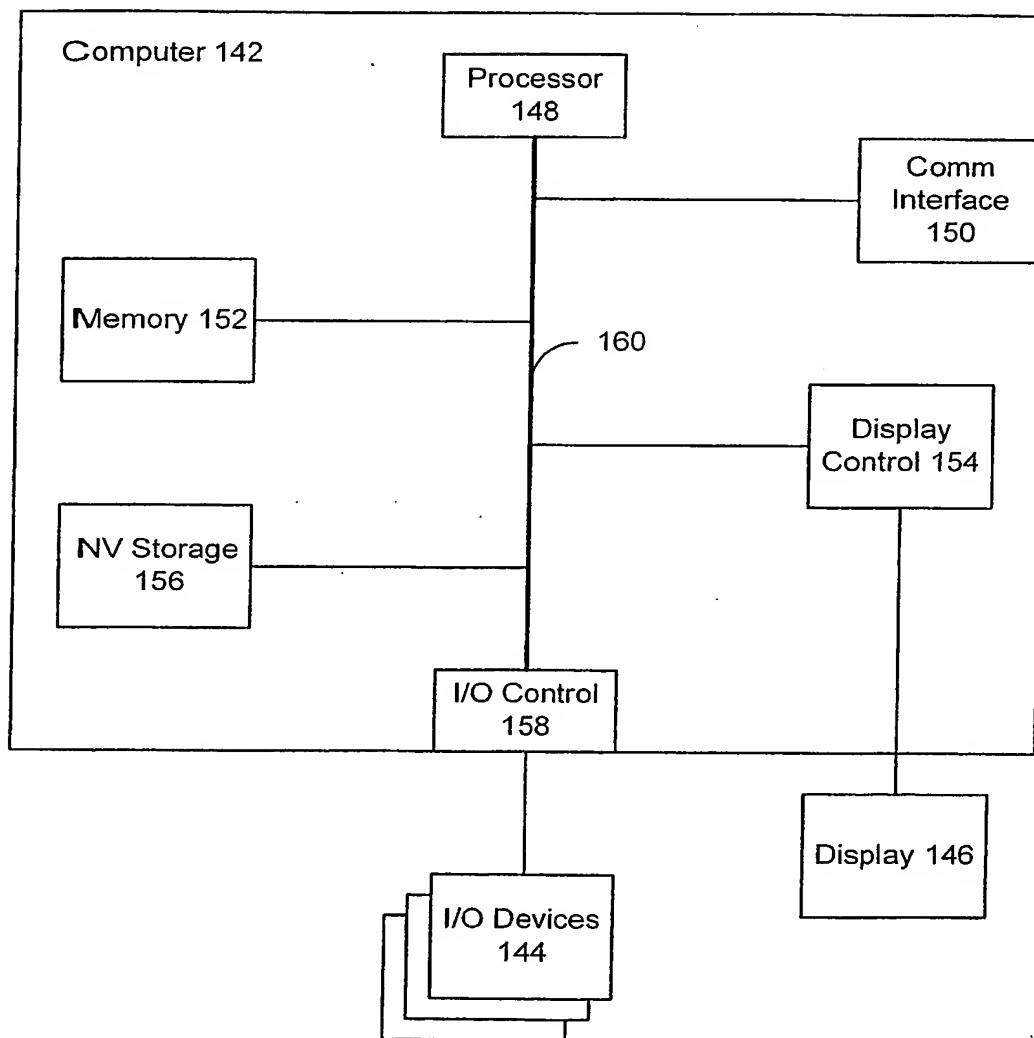 Computer 142
Processor
148
Comm
Interface
150
Memory 152
160
Display
Control 154
NV Storage
156
I/O Control
158
Display 146
I/O Devices
144